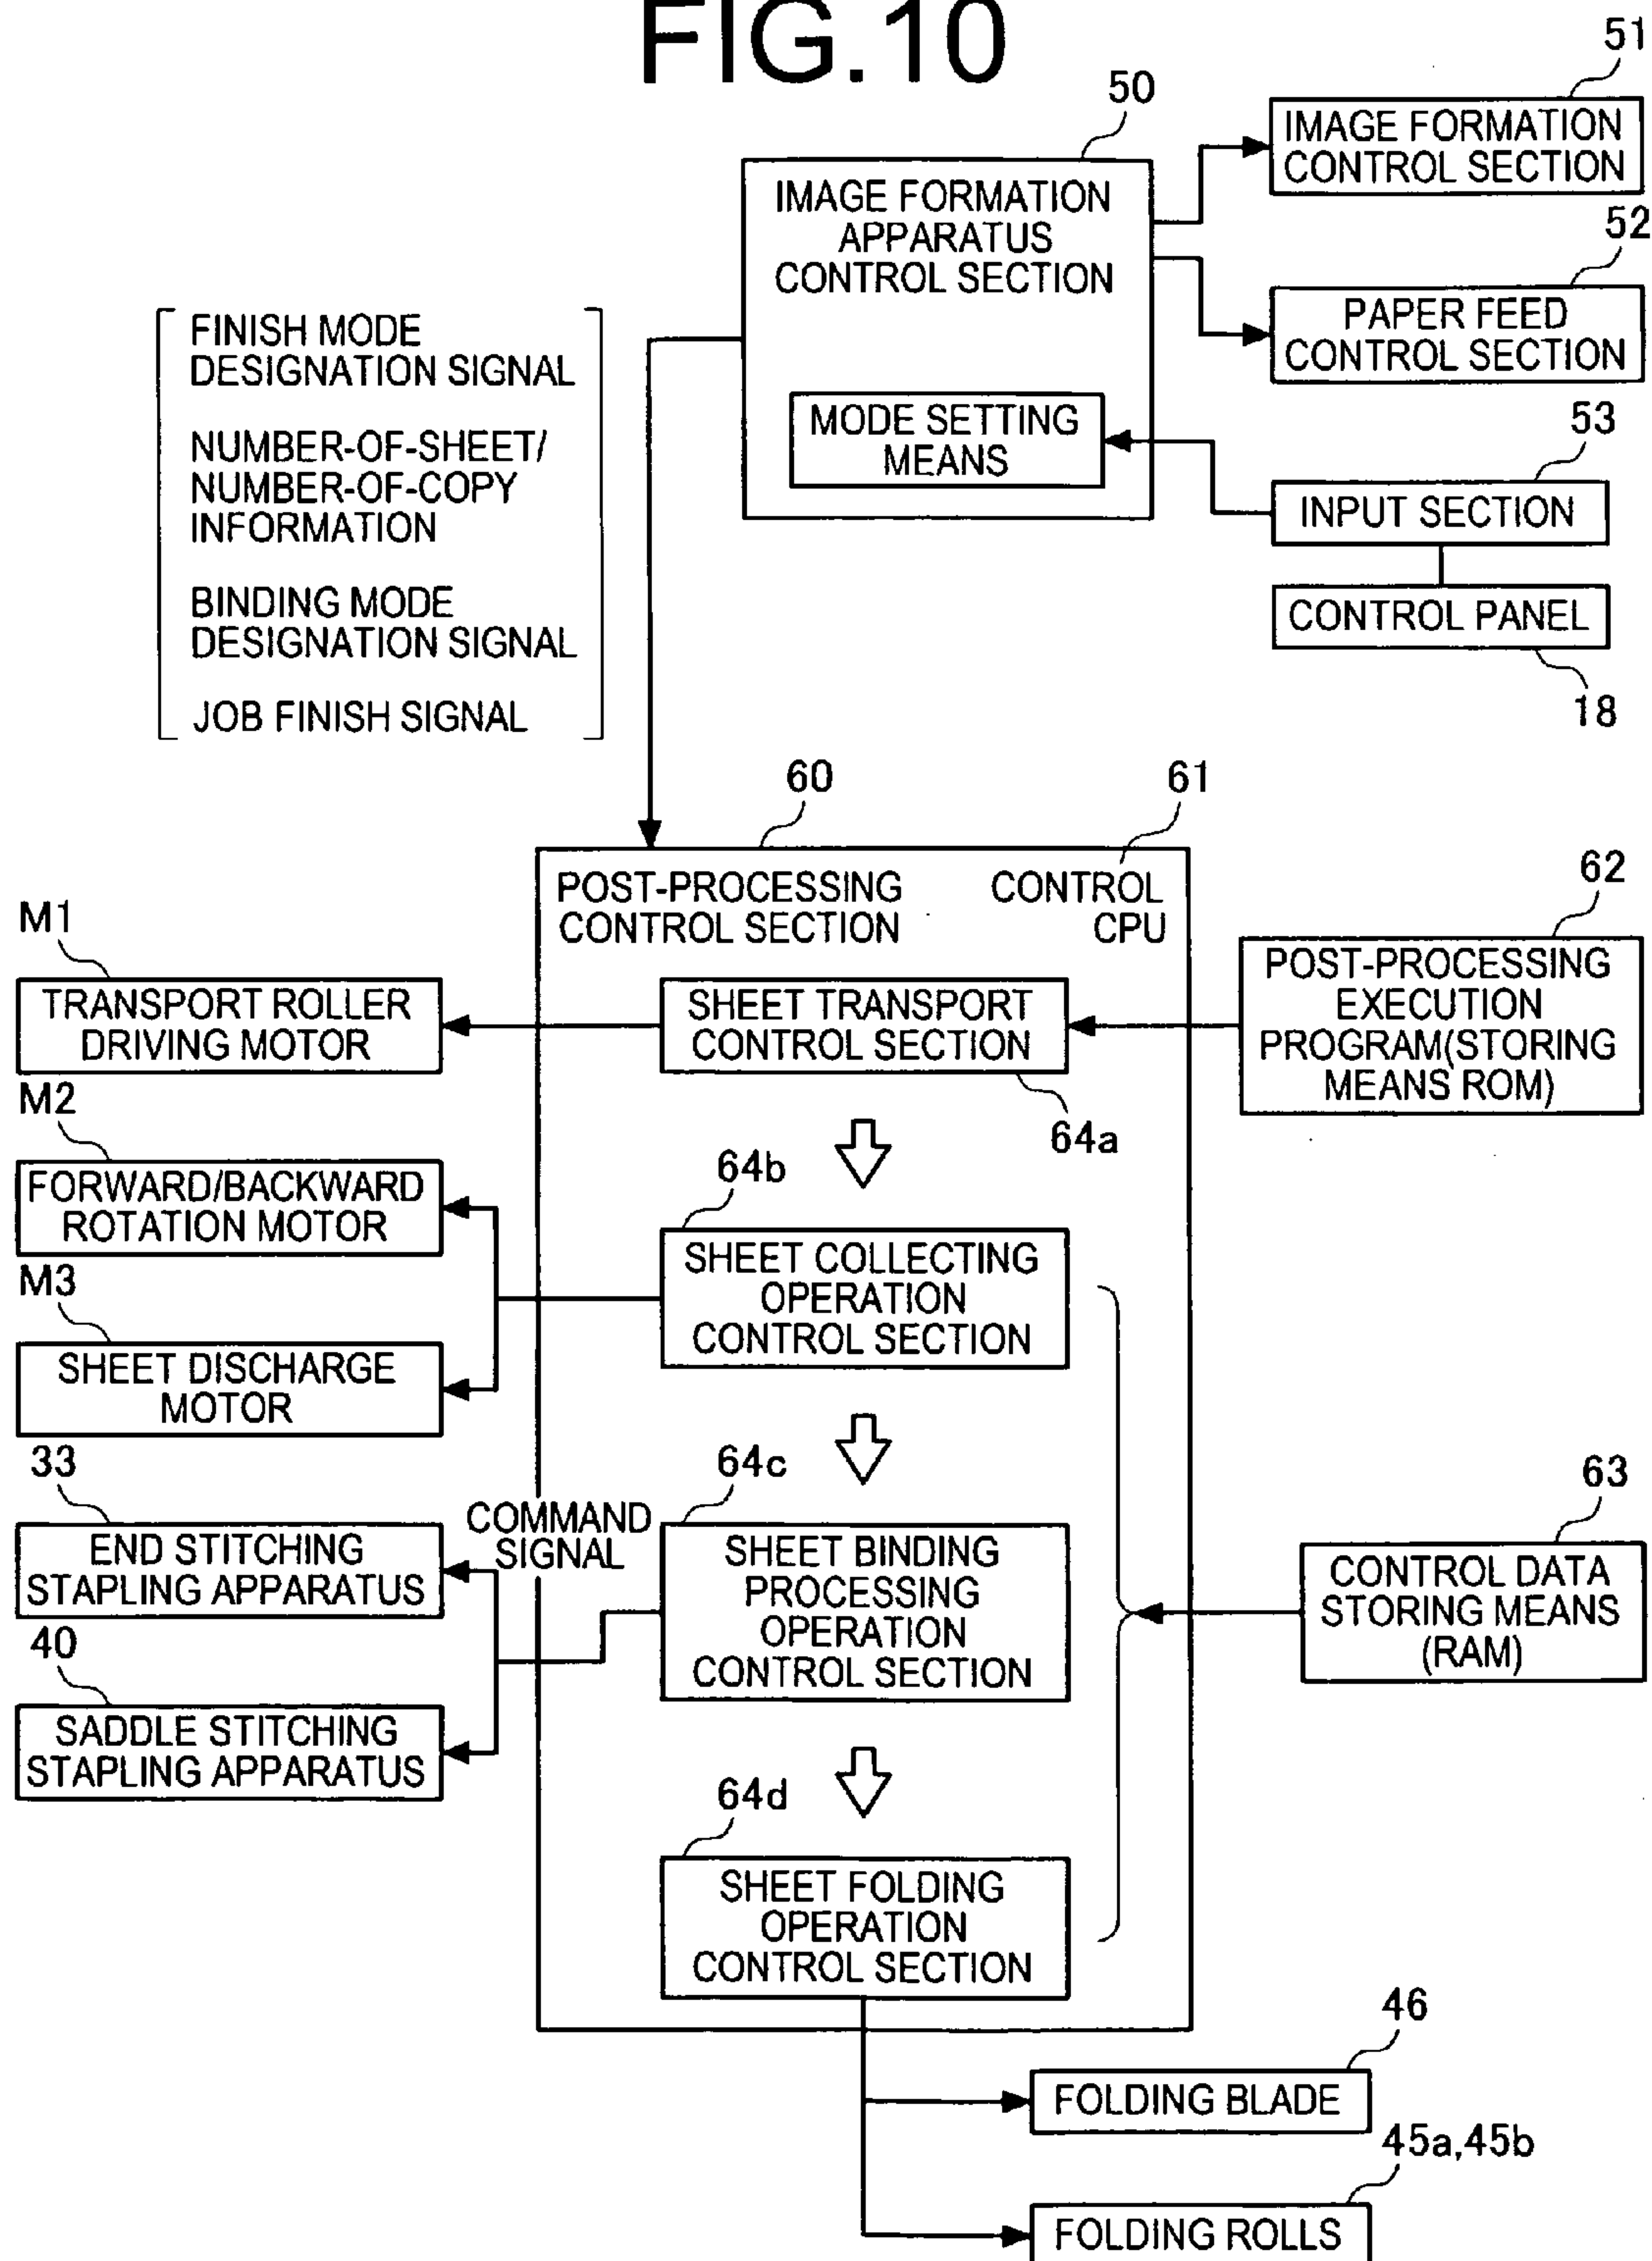 FIG.10
51
50
IMAGE FORMATION
CONTROL SECTION
IMAGE FORMATION
APPARATUS
CONTROL SECTION
52
PAPER FEED
CONTROL SECTION
FINISH MODE
DESIGNATION SIGNAL
NUMBER-OF-SHEET/
NUMBER-OF-COPY
INFORMATION
BINDING MODE
DESIGNATION SIGNAL
JOB FINISH SIGNAL
MODE SETTING
MEANS
53
INPUT SECTION
CONTROL PANEL
18
60
61
POST-PROCESSING
CONTROL SECTION
CONTROL
CPU
62
POST-PROCESSING
EXECUTION
PROGRAM(STORING
MEANS ROM)
M1
TRANSPORT ROLLER
DRIVING MOTOR
SHEET TRANSPORT
CONTROL SECTION
64a
M2
FORWARD/BACKWARD
ROTATION MOTOR
64b
SHEET COLLECTING
OPERATION
CONTROL SECTION
M3
SHEET DISCHARGE
MOTOR
33
END STITCHING
STAPLING APPARATUS
COMMAND
SIGNAL
64c
SHEET BINDING
PROCESSING
OPERATION
CONTROL SECTION
63
CONTROL DATA
STORING MEANS
(RAM)
40
SADDLE STITCHING
STAPLING APPARATUS
64d
SHEET FOLDING
OPERATION
CONTROL SECTION
46
FOLDING BLADE
45a,45b
FOLDING ROLLS